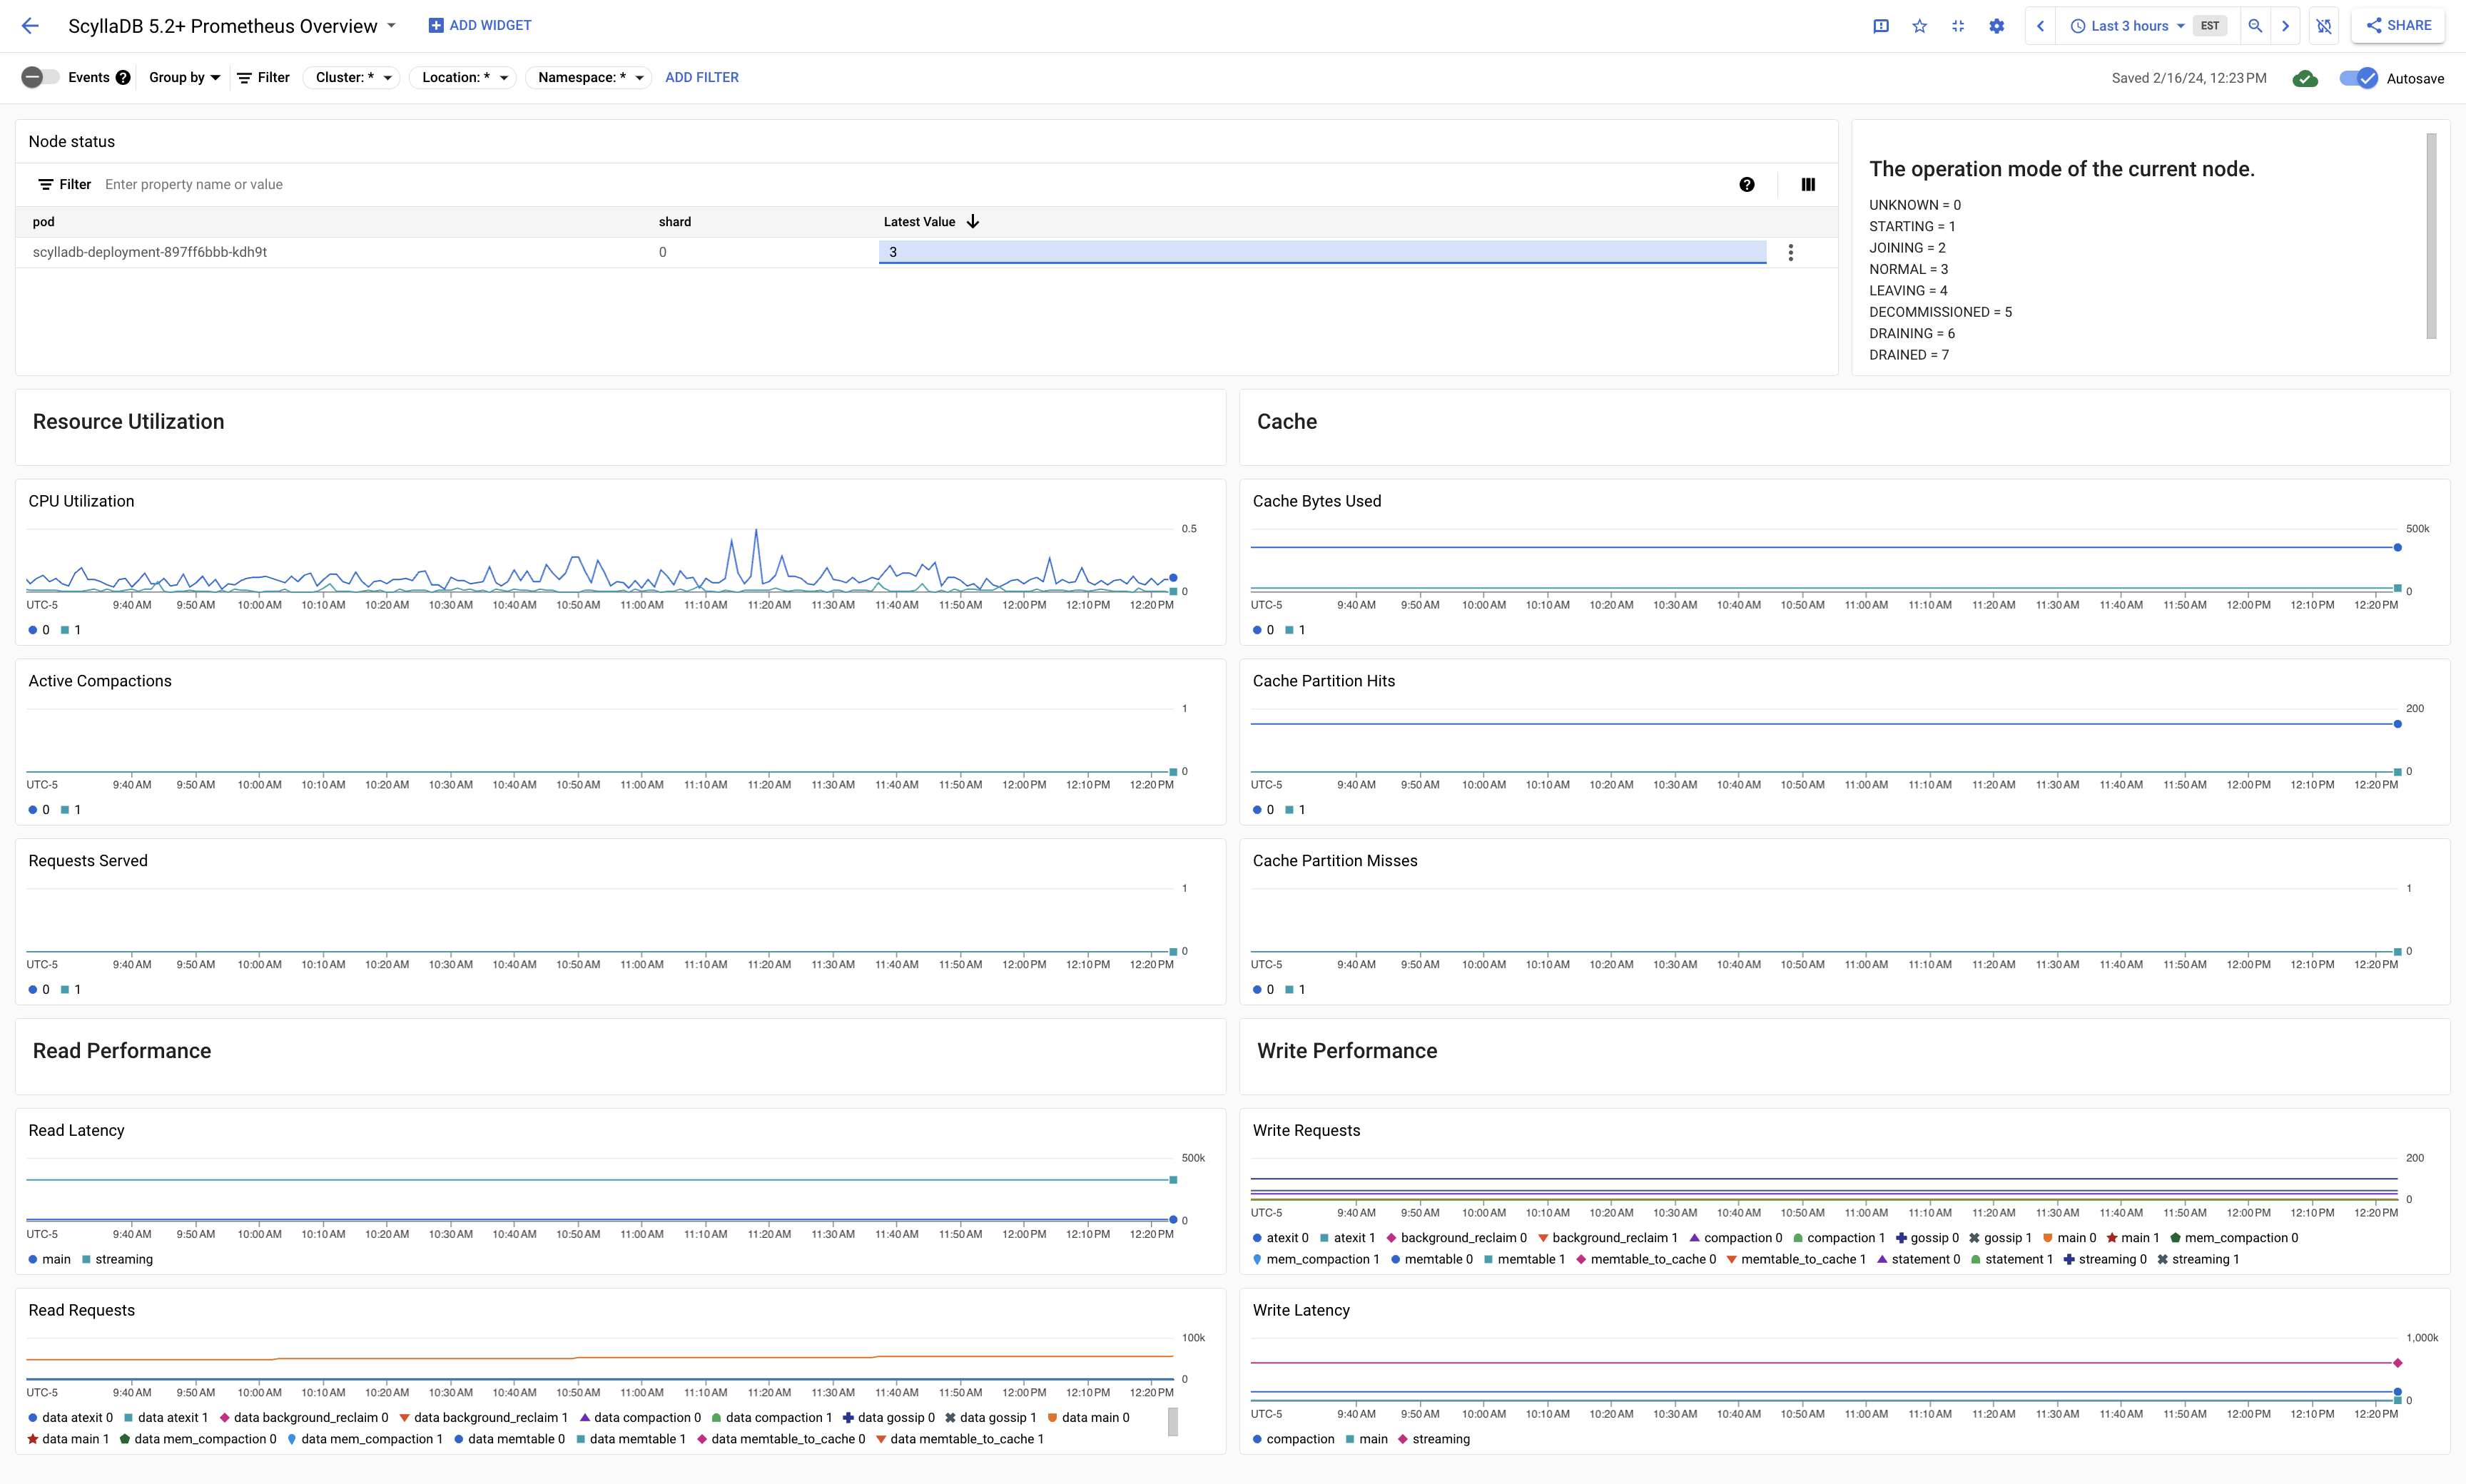 ScyllaDB 5.2+ Prometheus Overview ADD WIDGET Last 3 hours EST SHARE
Events Group by Filter Cluster: * Location: * Namespace: * ADD FILTER Saved 2/16/24, 12:23 PM Autosave
Node status
Filter Enter property name or value
pod shard Latest Value
scylladb-deployment-897ff6bbb-kdh9t 0 3
The operation mode of the current node.
UNKNOWN = 0
STARTING = 1
JOINING = 2
NORMAL = 3
LEAVING = 4
DECOMMISSIONED = 5
DRAINING = 6
DRAINED = 7
Resource Utilization
Cache
CPU Utilization
0.5
0
UTC-5 9:40 AM 9:50 AM 10:00 AM 10:10 AM 10:20 AM 10:30 AM 10:40 AM 10:50 AM 11:00 AM 11:10 AM 11:20 AM 11:30 AM 11:40 AM 11:50 AM 12:00 PM 12:10 PM 12:20 PM
0 1
Cache Bytes Used
500k
0
UTC-5 9:40 AM 9:50 AM 10:00 AM 10:10 AM 10:20 AM 10:30 AM 10:40 AM 10:50 AM 11:00 AM 11:10 AM 11:20 AM 11:30 AM 11:40 AM 11:50 AM 12:00 PM 12:10 PM 12:20 PM
0 1
Active Compactions
1
0
UTC-5 9:40 AM 9:50 AM 10:00 AM 10:10 AM 10:20 AM 10:30 AM 10:40 AM 10:50 AM 11:00 AM 11:10 AM 11:20 AM 11:30 AM 11:40 AM 11:50 AM 12:00 PM 12:10 PM 12:20 PM
0 1
Cache Partition Hits
200
0
UTC-5 9:40 AM 9:50 AM 10:00 AM 10:10 AM 10:20 AM 10:30 AM 10:40 AM 10:50 AM 11:00 AM 11:10 AM 11:20 AM 11:30 AM 11:40 AM 11:50 AM 12:00 PM 12:10 PM 12:20 PM
0 1
Requests Served
1
0
UTC-5 9:40 AM 9:50 AM 10:00 AM 10:10 AM 10:20 AM 10:30 AM 10:40 AM 10:50 AM 11:00 AM 11:10 AM 11:20 AM 11:30 AM 11:40 AM 11:50 AM 12:00 PM 12:10 PM 12:20 PM
0 1
Cache Partition Misses
1
0
UTC-5 9:40 AM 9:50 AM 10:00 AM 10:10 AM 10:20 AM 10:30 AM 10:40 AM 10:50 AM 11:00 AM 11:10 AM 11:20 AM 11:30 AM 11:40 AM 11:50 AM 12:00 PM 12:10 PM 12:20 PM
0 1
Read Performance
Write Performance
Read Latency
500k
0
UTC-5 9:40 AM 9:50 AM 10:00 AM 10:10 AM 10:20 AM 10:30 AM 10:40 AM 10:50 AM 11:00 AM 11:10 AM 11:20 AM 11:30 AM 11:40 AM 11:50 AM 12:00 PM 12:10 PM 12:20 PM
main streaming
Write Requests
200
0
UTC-5 9:40 AM 9:50 AM 10:00 AM 10:10 AM 10:20 AM 10:30 AM 10:40 AM 10:50 AM 11:00 AM 11:10 AM 11:20 AM 11:30 AM 11:40 AM 11:50 AM 12:00 PM 12:10 PM 12:20 PM
atexit 0 atexit 1 background_reclaim 0 background_reclaim 1 compaction 0 compaction 1 gossip 0 gossip 1 main 0 main 1 mem_compaction 0
mem_compaction 1 memtable 0 memtable 1 memtable_to_cache 0 memtable_to_cache 1 statement 0 statement 1 streaming 0 streaming 1
Read Requests
100k
0
UTC-5 9:40 AM 9:50 AM 10:00 AM 10:10 AM 10:20 AM 10:30 AM 10:40 AM 10:50 AM 11:00 AM 11:10 AM 11:20 AM 11:30 AM 11:40 AM 11:50 AM 12:00 PM 12:10 PM 12:20 PM
data atexit 0 data atexit 1 data background_reclaim 0 data background_reclaim 1 data compaction 0 data compaction 1 data gossip 0 data gossip 1 data main 0
data main 1 data mem_compaction 0 data mem_compaction 1 data memtable 0 data memtable 1 data memtable_to_cache 0 data memtable_to_cache 1
Write Latency
1,000k
0
UTC-5 9:40 AM 9:50 AM 10:00 AM 10:10 AM 10:20 AM 10:30 AM 10:40 AM 10:50 AM 11:00 AM 11:10 AM 11:20 AM 11:30 AM 11:40 AM 11:50 AM 12:00 PM 12:10 PM 12:20 PM
compaction main streaming